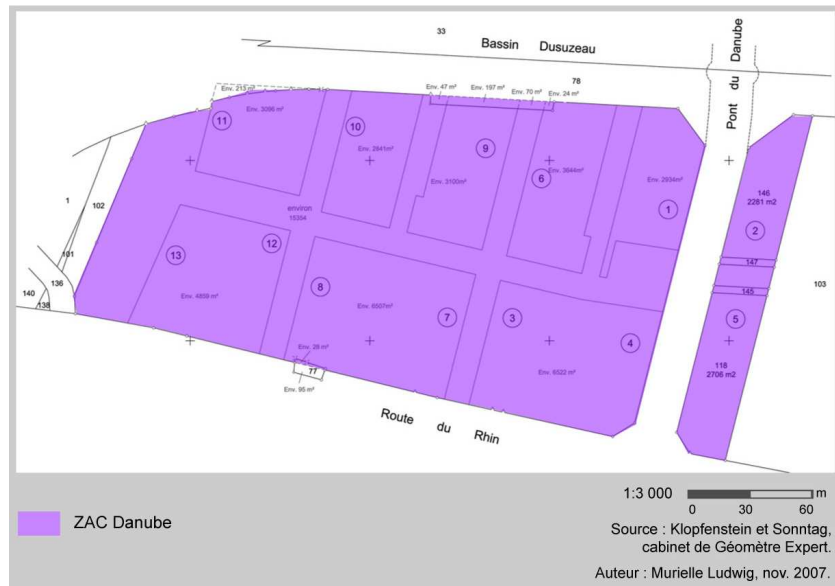 33
Bassin Dusuzeau
78
Pont du Danube
Env. 213 m²
Env. 47 m²
Env. 197 m²
Env. 70 m²
Env. 24 m²
Env. 3096 m²
11
10
Env. 2841m²
9
Env. 3100m²
6
Env. 3644m²
Env. 2934m²
1
146
2281 m2
2
147
145
5
118
2706 m2
103
1
102
101
136
140
138
environ
15304
13
12
Env. 4859 m²
8
Env. 6507m²
7
3
4
Env. 6522 m²
Env. 28 m²
77
Env. 95 m²
Route du Rhin
ZAC Danube
1:3 000
m
0 30 60
Source : Klopfenstein et Sonntag,
cabinet de Géomètre Expert.
Auteur : Murielle Ludwig, nov. 2007.